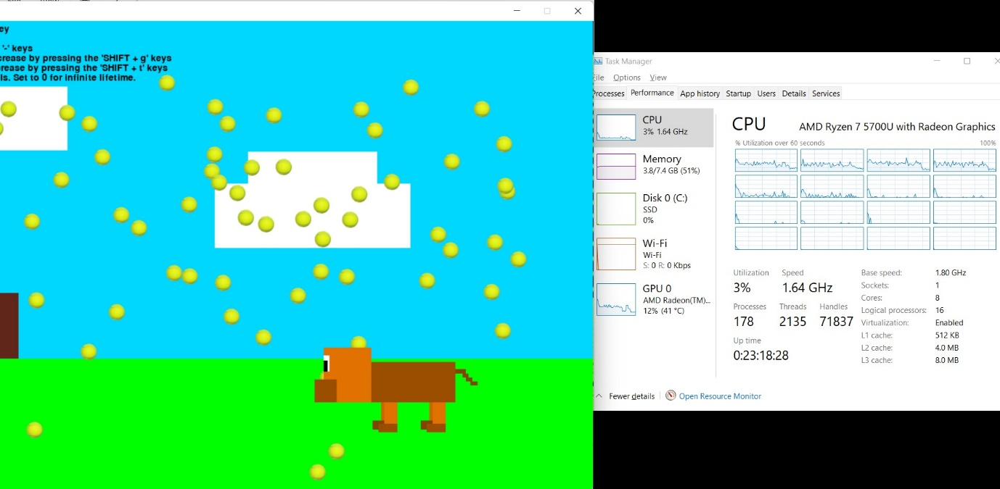 ey
'-' keys
crease by pressing the 'SHIFT + g' keys
rease by pressing the 'SHIFT + t' keys
ls. Set to 0 for infinite lifetime.
Task Manager
File Options View
Processes Performance App history Startup Users Details Services
CPU
3% 1.64 GHz
Memory
3.8/7.4 GB (51%)
Disk 0 (C:)
SSD
0%
Wi-Fi
Wi-Fi
S: 0 R: 0 Kbps
GPU 0
AMD Radeon(TM)...
12% (41 °C)
CPU AMD Ryzen 7 5700U with Radeon Graphics
% Utilization over 60 seconds 100%
Utilization Speed
3% 1.64 GHz
Processes Threads Handles
178 2135 71837
Up time
0:23:18:28
Base speed: 1.80 GHz
Sockets: 1
Cores: 8
Logical processors: 16
Virtualization: Enabled
L1 cache: 512 KB
L2 cache: 4.0 MB
L3 cache: 8.0 MB
Fewer details Open Resource Monitor